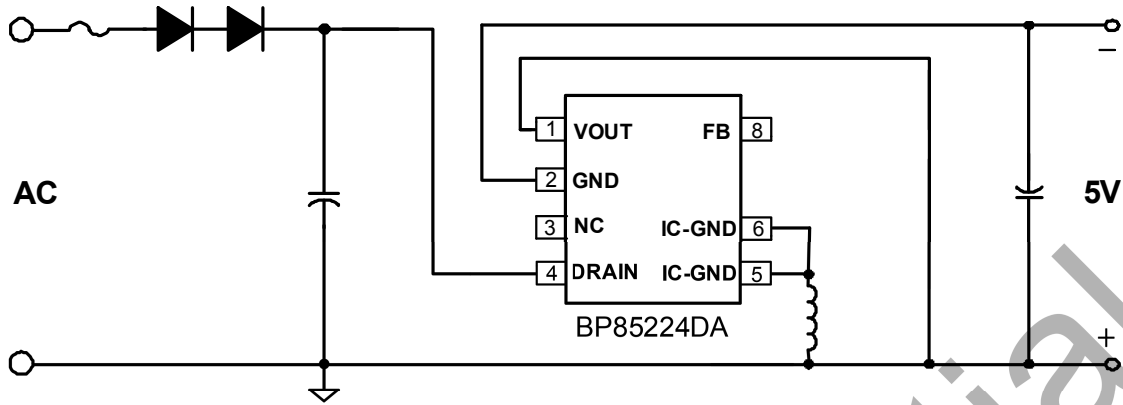 −
1 VOUT FB 8
2 GND
AC 5V
3 NC IC-GND 6
4 DRAIN IC-GND 5
BP85224DA
+